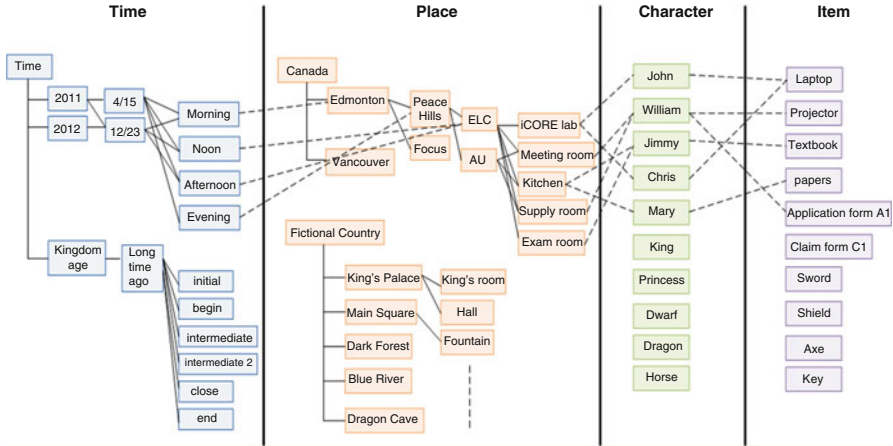 Time
Place
Character
Item
Time
2011
2012
4/15
12/23
Morning
Noon
Afternoon
Evening
Kingdom
age
Long
time
ago
initial
begin
intermediate
intermediate 2
close
end
Canada
Edmonton
Vancouver
Peace
Hills
Focus
ELC
AU
iCORE lab
Meeting room
Kitchen
Supply room
Exam room
Fictional Country
King's Palace
Main Square
Dark Forest
Blue River
Dragon Cave
King's room
Hall
Fountain
John
William
Jimmy
Chris
Mary
King
Princess
Dwarf
Dragon
Horse
Laptop
Projector
Textbook
papers
Application form A1
Claim form C1
Sword
Shield
Axe
Key